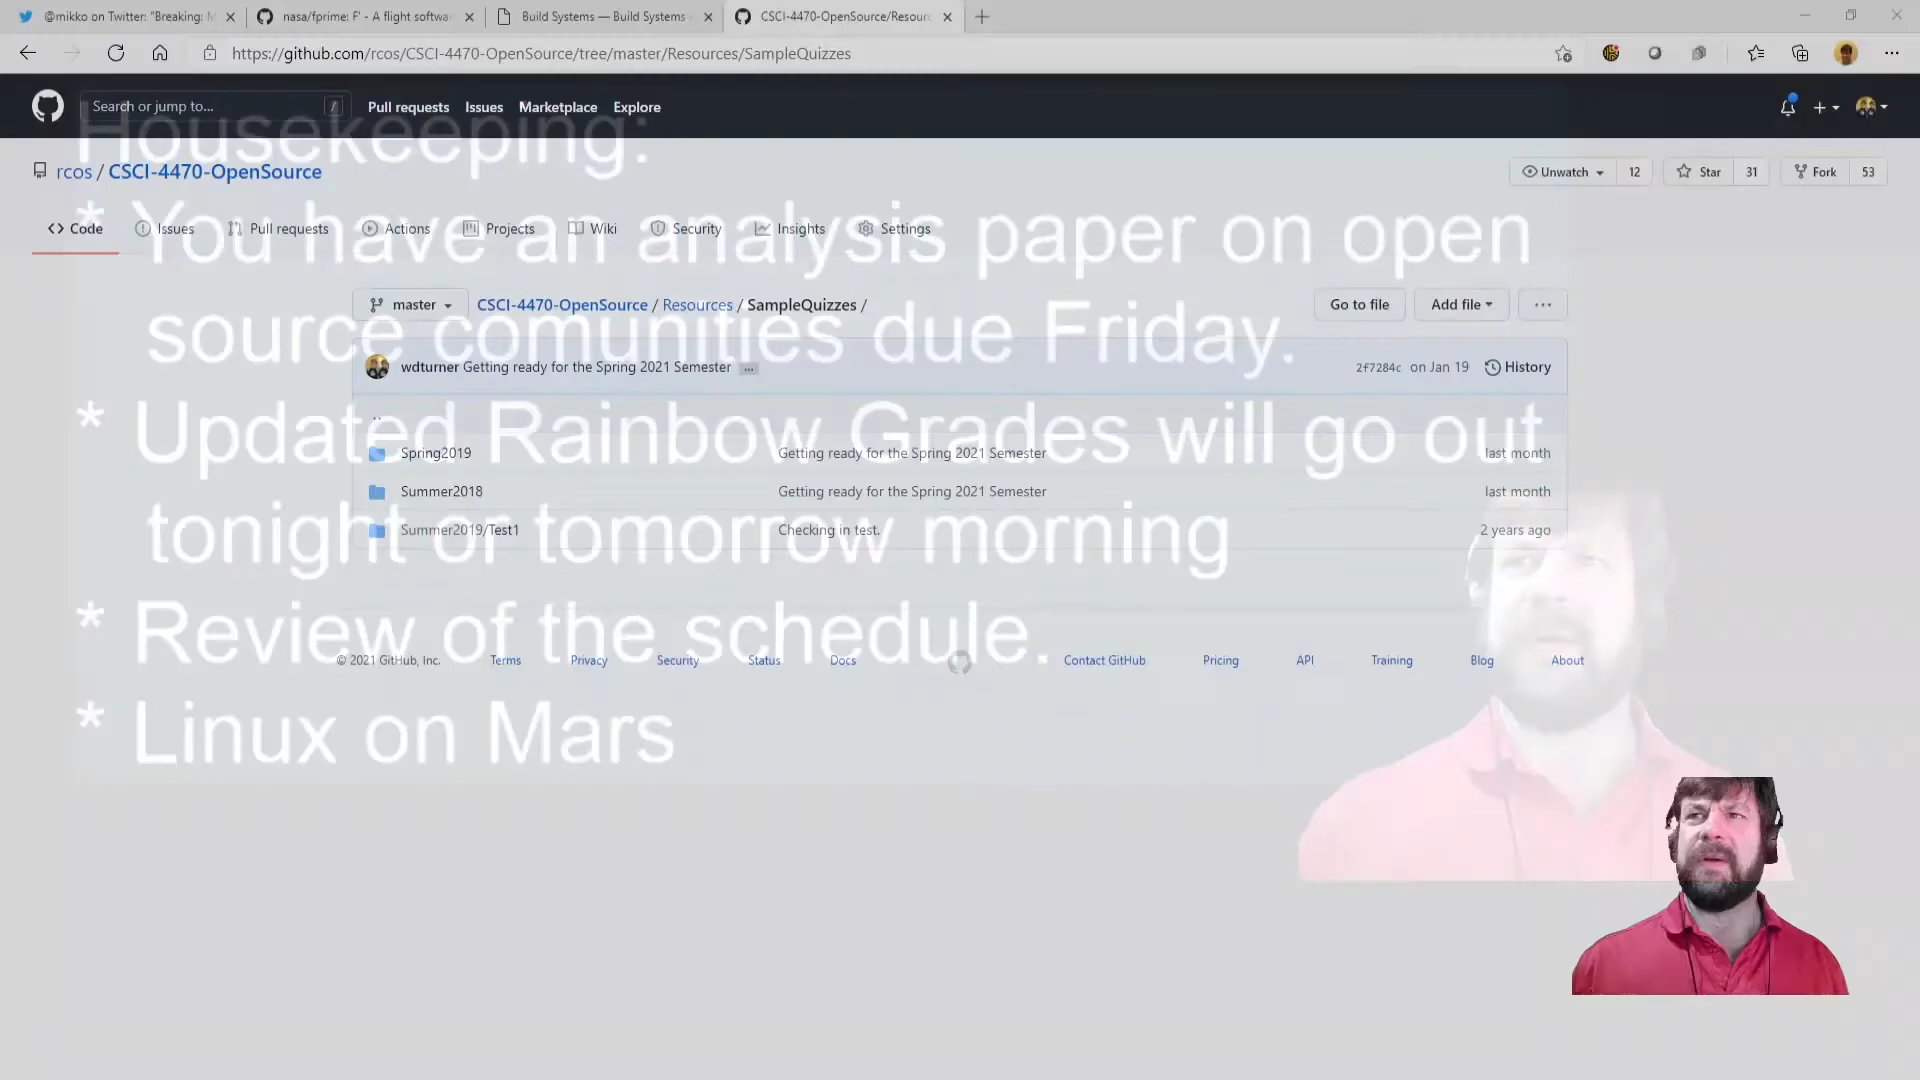 @mikko on Twitter: "Breaking: M
nasa/fprime: F' - A flight softwar
Build Systems — Build Systems
CSCI-4470-OpenSource/Resourc
https://github.com/rcos/CSCI-4470-OpenSource/tree/master/Resources/SampleQuizzes
Search or jump to... /
Pull requests Issues Marketplace Explore
Housekeeping:
rcos / CSCI-4470-OpenSource
Unwatch 12 Star 31 Fork 53
* You have an analysis paper on open
<> Code Issues Pull requests Actions Projects Wiki Security Insights Settings
master CSCI-4470-OpenSource / Resources / SampleQuizzes / Go to file Add file ...
source comunities due Friday.
wdturner Getting ready for the Spring 2021 Semester ... 2f7284c on Jan 19 History
..
* Updated Rainbow Grades will go out
Spring2019 Getting ready for the Spring 2021 Semester last month
Summer2018 Getting ready for the Spring 2021 Semester last month
tonight or tomorrow morning
Summer2019/Test1 Checking in test. 2 years ago
* Review of the schedule.
© 2021 GitHub, Inc. Terms Privacy Security Status Docs Contact GitHub Pricing API Training Blog About
* Linux on Mars